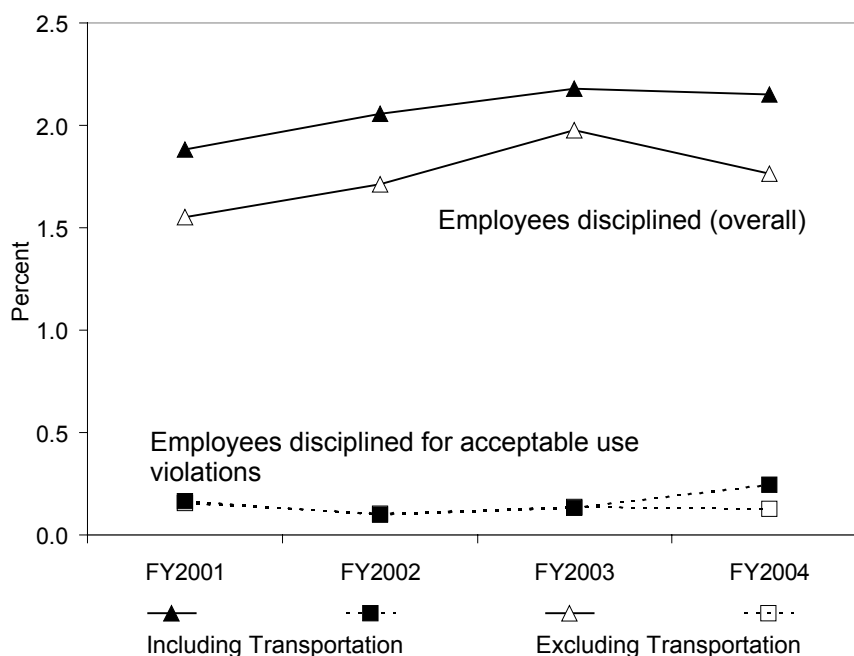 2.5
2.0
1.5
1.0
0.5
0.0
Percent
Employees disciplined (overall)
Employees disciplined for acceptable use
violations
FY2001 FY2002 FY2003 FY2004
Including Transportation Excluding Transportation